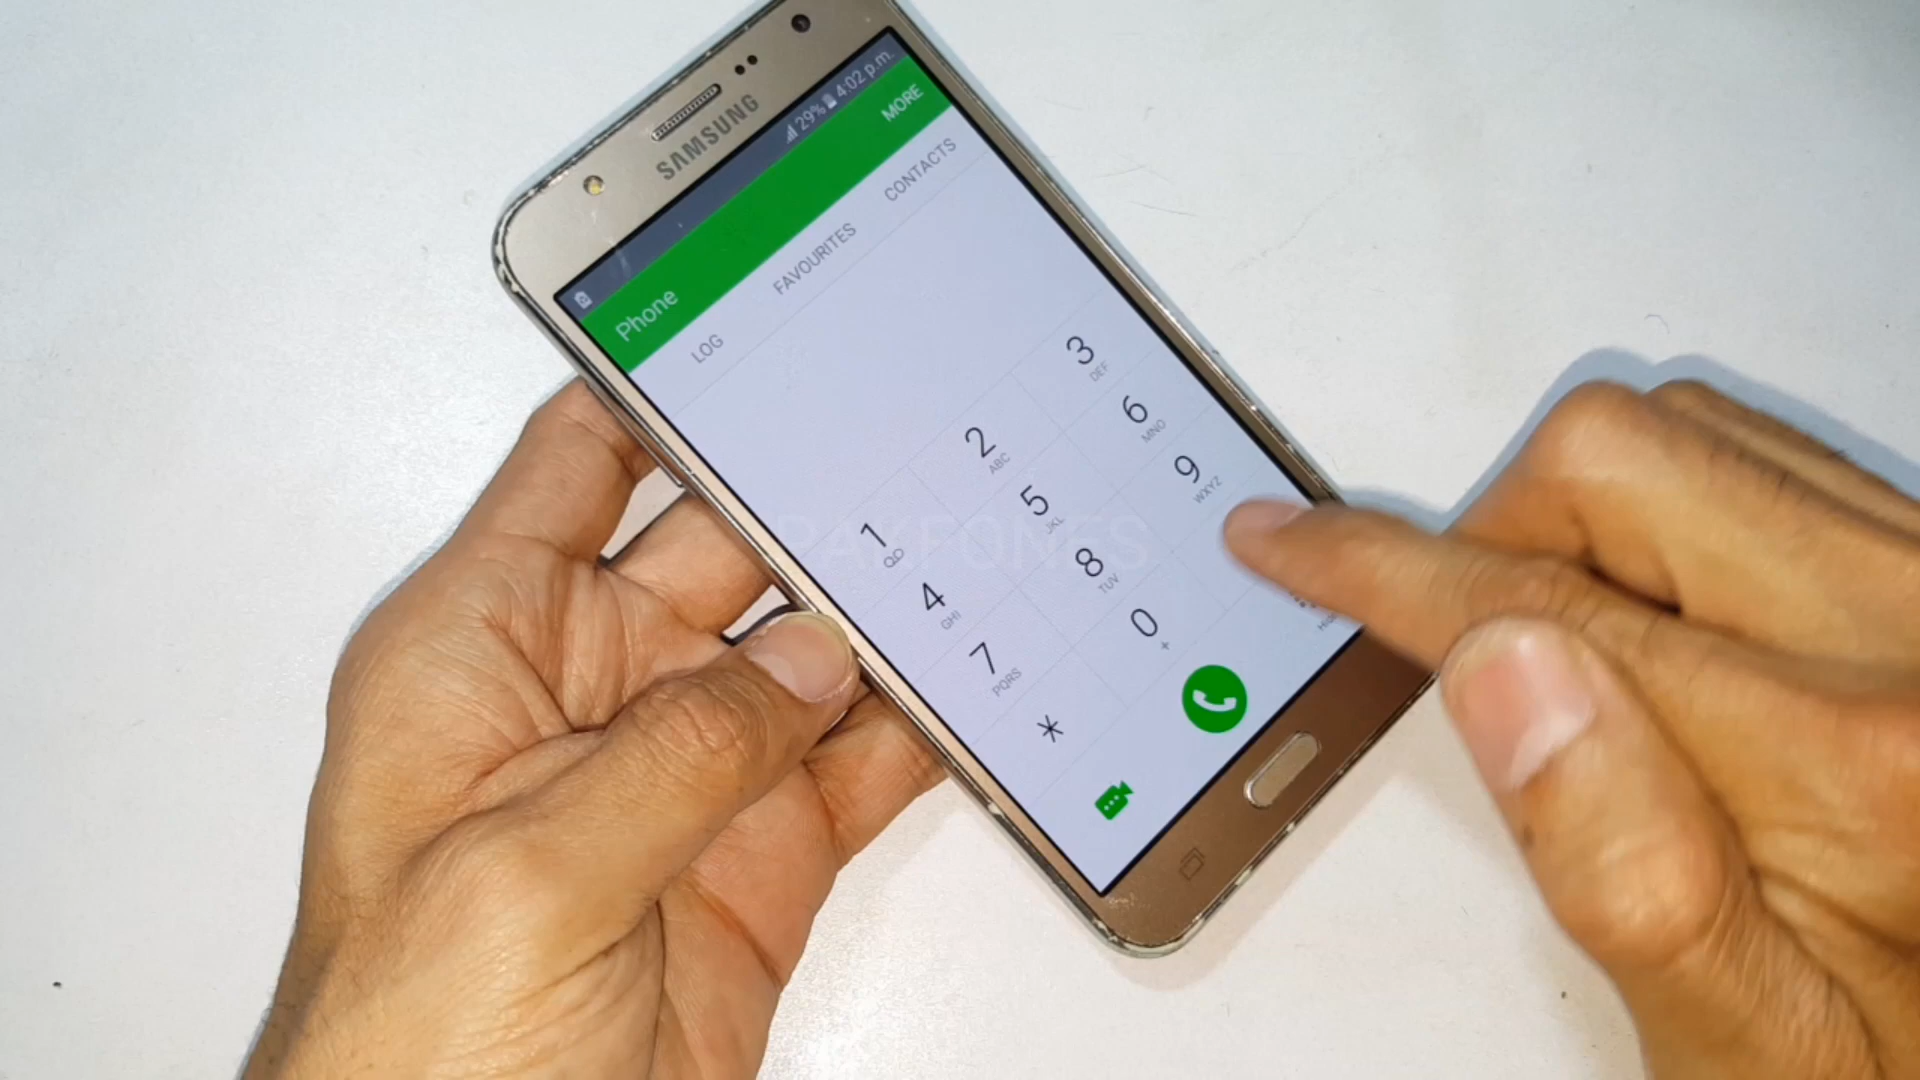 SAMSUNG
29% 4:02 p.m.
Phone MORE
LOG FAVOURITES CONTACTS
1 2 ABC 3 DEF
4 GHI 5 JKL 6 MNO
7 PQRS 8 TUV 9 WXYZ
* 0 +
PAKFONES